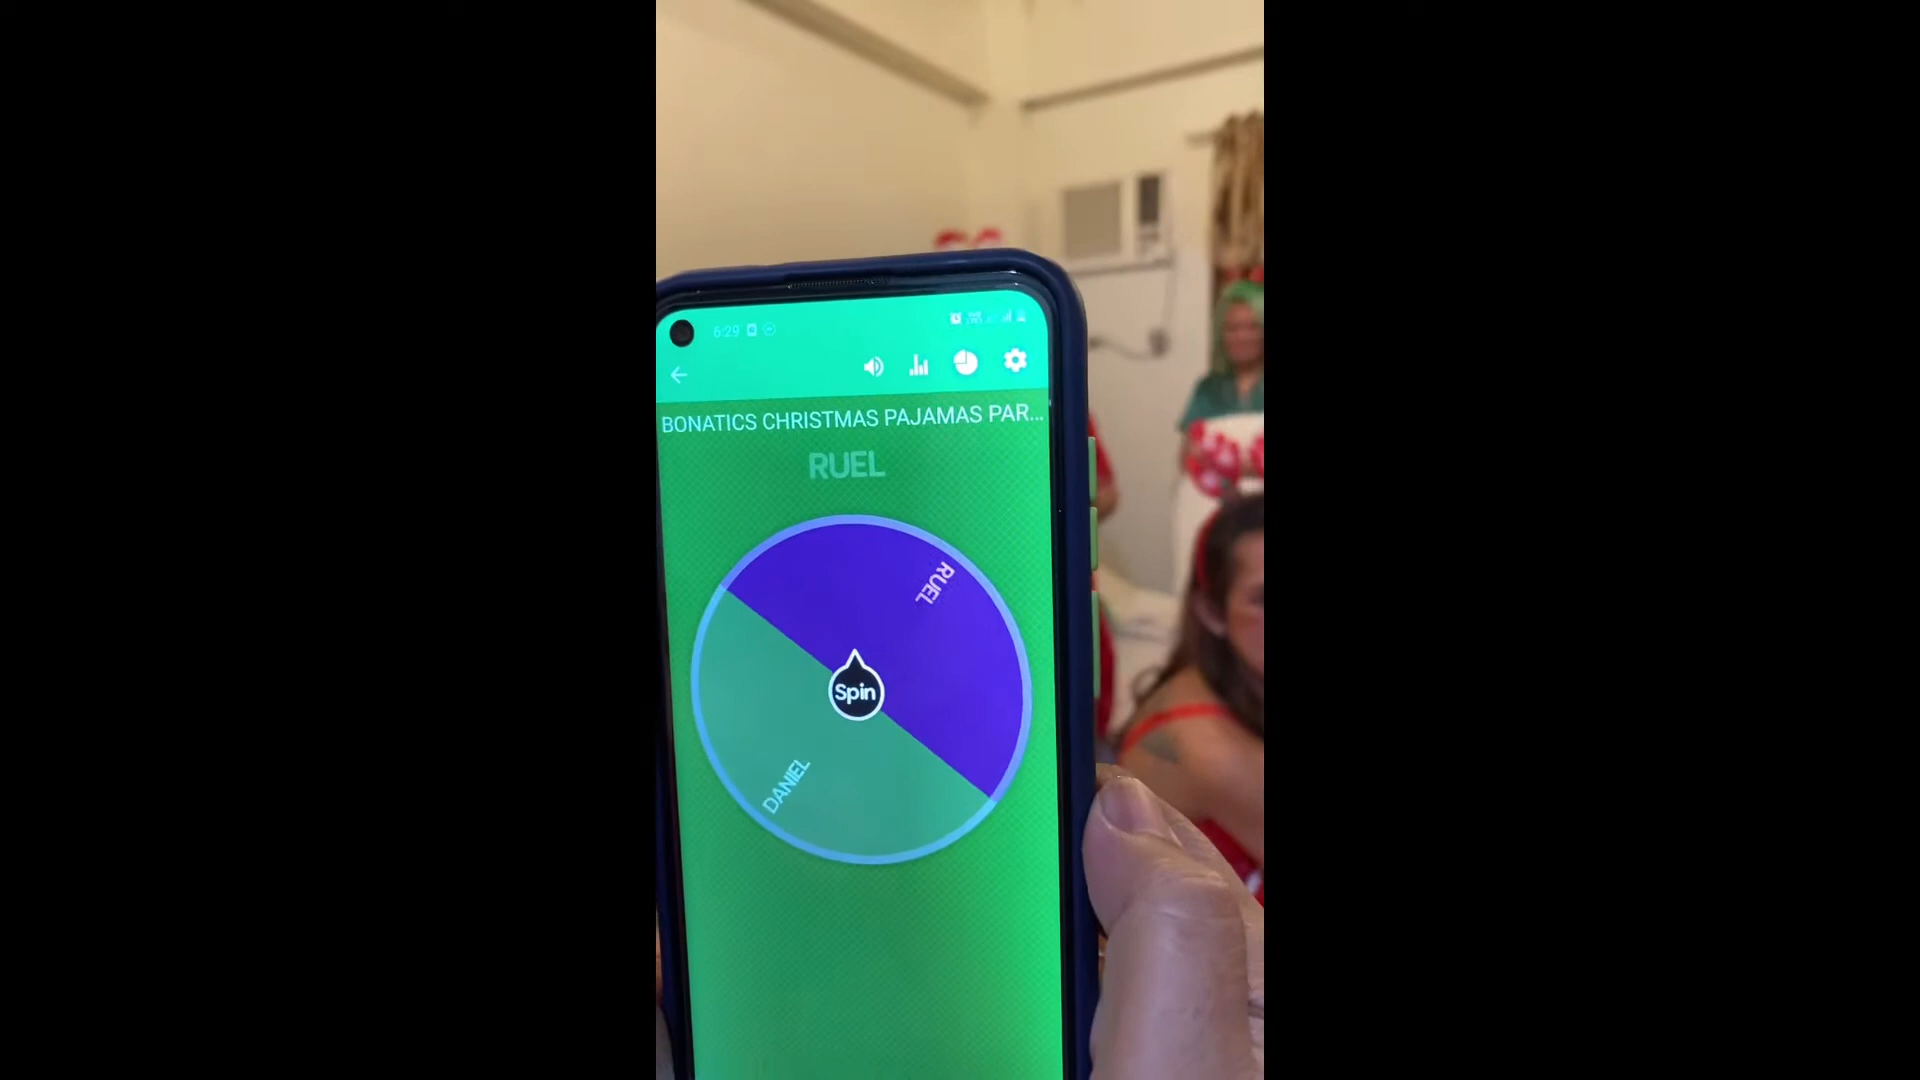 6:29
BONATICS CHRISTMAS PAJAMAS PAR...
RUEL
RUEL
Spin
DANIEL